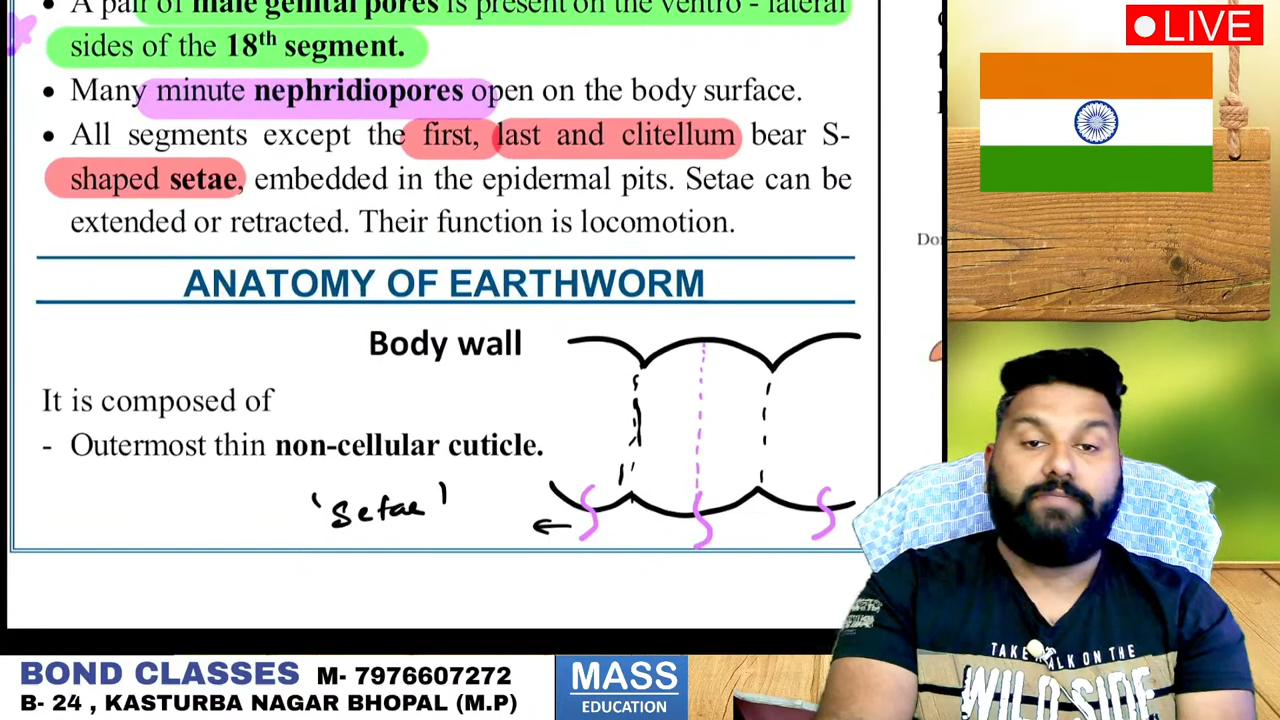 A pair of male genital pores is present on the ventro - lateral
sides of the 18th segment.
• Many minute nephridiopores open on the body surface.
• All segments except the first, last and clitellum bear S-
shaped setae, embedded in the epidermal pits. Setae can be
extended or retracted. Their function is locomotion.
ANATOMY OF EARTHWORM
Body wall
It is composed of
- Outermost thin non-cellular cuticle.
'Setae'
LIVE
TAKE WALK ON THE
WILD SIDE
BOND CLASSES M- 7976607272
B- 24 , KASTURBA NAGAR BHOPAL (M.P)
MASS
EDUCATION